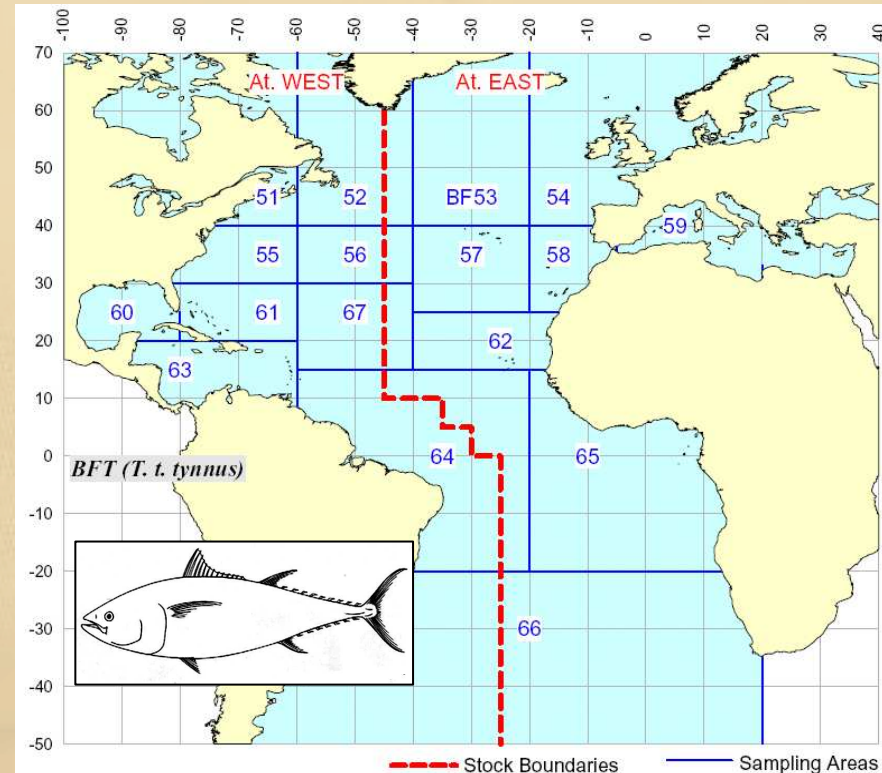 -100 -90 -80 -70 -60 -50 -40 -30 -20 -10 0 10 20 30 40
70
At. WEST At. EAST
60
50
51 52 BF53 54
59
40
55 56 57 58
30
60 61 67
62
20
63
10
64 65
0
BFT (T. t. tynnus)
-10
-20
66
-30
-40
-50
Stock Boundaries Sampling Areas